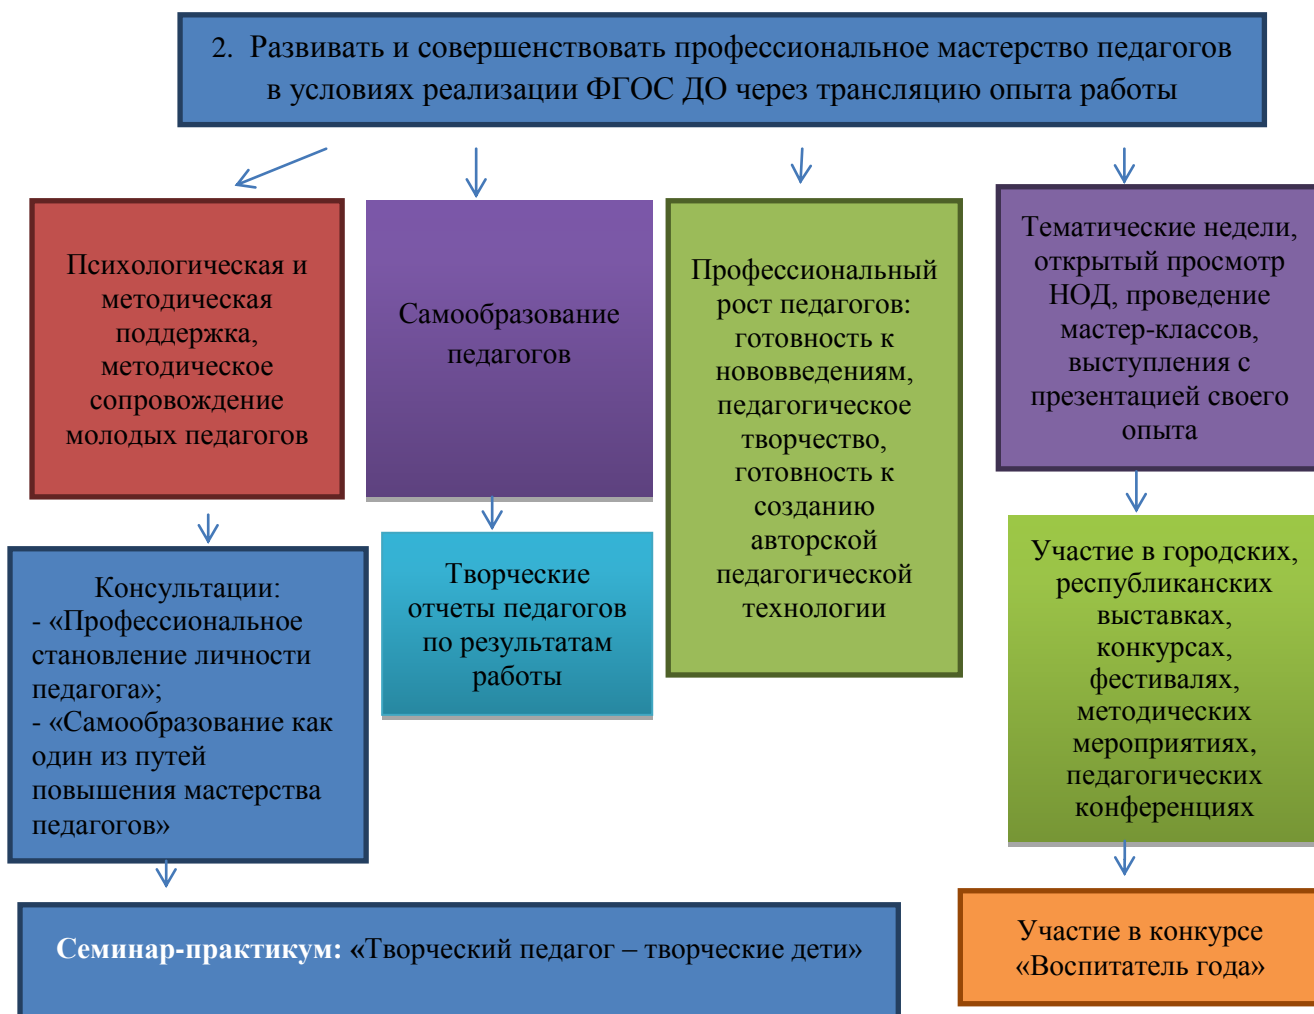 2. Развивать и совершенствовать профессиональное мастерство педагогов
в условиях реализации ФГОС ДО через трансляцию опыта работы
Психологическая и
методическая
поддержка,
методическое
сопровождение
молодых педагогов
Самообразование
педагогов
Профессиональный
рост педагогов:
готовность к
нововведениям,
педагогическое
творчество,
готовность к
созданию
авторской
педагогической
технологии
Тематические недели,
открытый просмотр
НОД, проведение
мастер-классов,
выступления с
презентацией своего
опыта
Консультации:
- «Профессиональное
становление личности
педагога»;
- «Самообразование как
один из путей
повышения мастерства
педагогов»
Творческие
отчеты педагогов
по результатам
работы
Участие в городских,
республиканских
выставках,
конкурсах,
фестивалях,
методических
мероприятиях,
педагогических
конференциях
Семинар-практикум: «Творческий педагог – творческие дети»
Участие в конкурсе
«Воспитатель года»